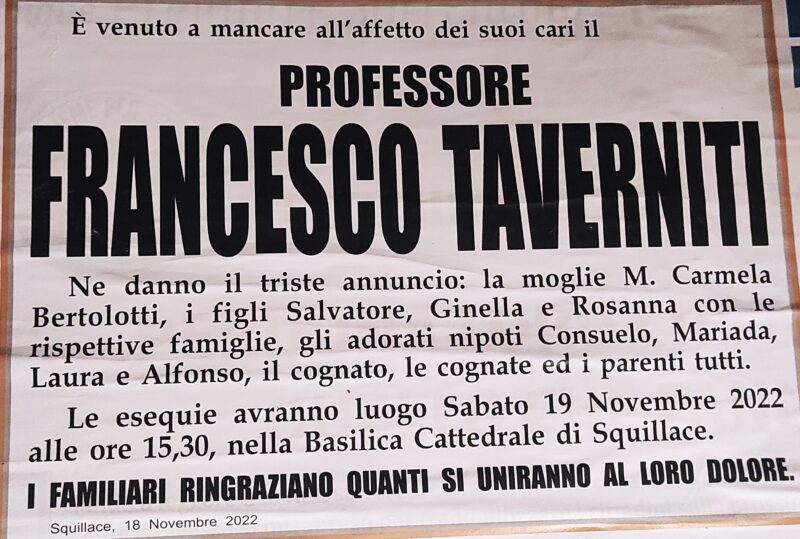 È venuto a mancare all'affetto dei suoi cari il
PROFESSORE
FRANCESCO TAVERNITI
Ne danno il triste annuncio: la moglie M. Carmela
Bertolotti, i figli Salvatore, Ginella e Rosanna con le
rispettive famiglie, gli adorati nipoti Consuelo, Mariada,
Laura e Alfonso, il cognato, le cognate ed i parenti tutti.
Le esequie avranno luogo Sabato 19 Novembre 2022
alle ore 15,30, nella Basilica Cattedrale di Squillace.
I FAMILIARI RINGRAZIANO QUANTI SI UNIRANNO AL LORO DOLORE.
Squillace, 18 Novembre 2022